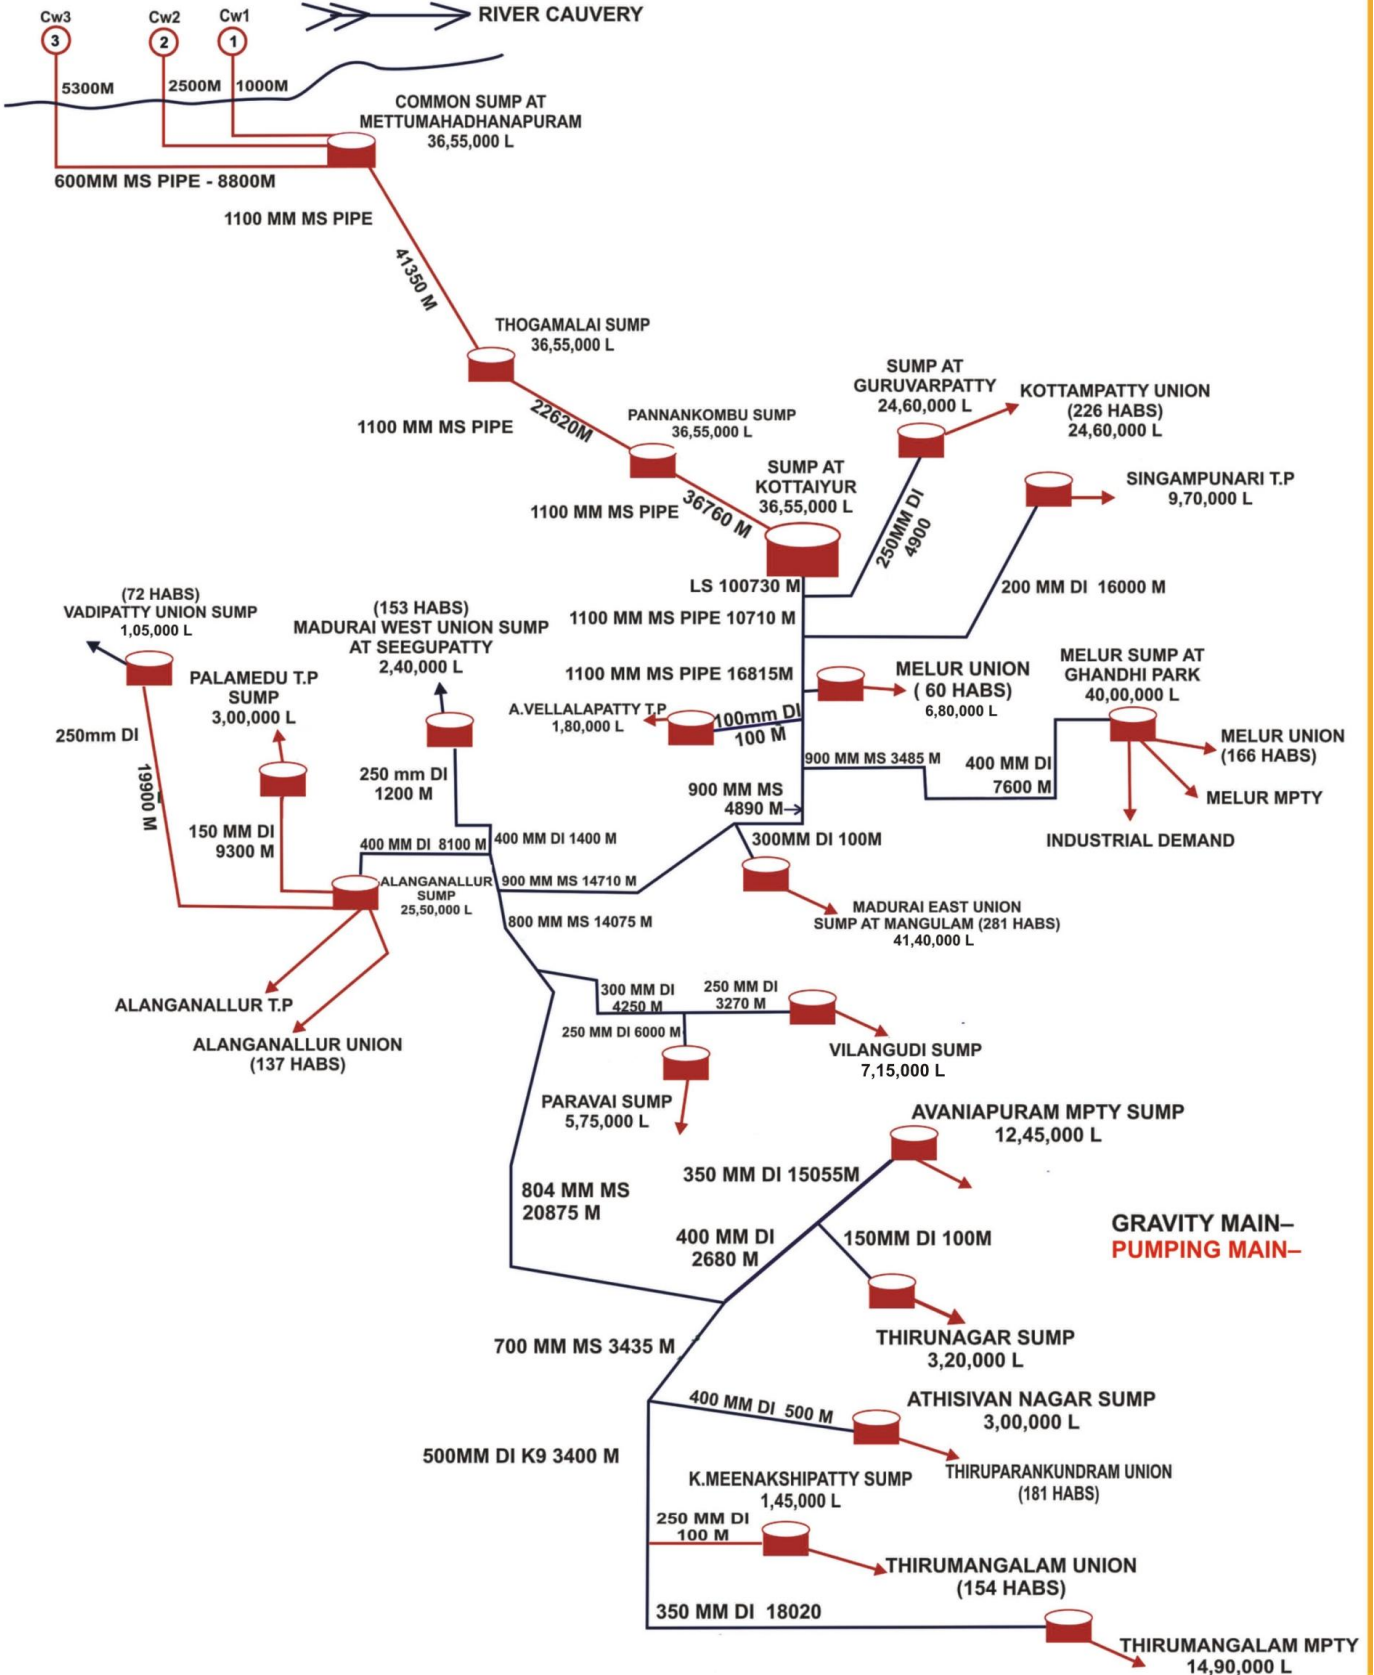 RIVER CAUVERY
Cw3
Cw2
Cw1
3
2
1
5300M
2500M
1000M
COMMON SUMP AT
METTUMAHADHANAPURAM
36,55,000 L
600MM MS PIPE - 8800M
1100 MM MS PIPE
41350 M
THOGAMALAI SUMP
36,55,000 L
1100 MM MS PIPE
22620M
PANNANKOMBU SUMP
36,55,000 L
1100 MM MS PIPE
36760 M
SUMP AT
KOTTAIYUR
36,55,000 L
SUMP AT
GURUVARPATTY
24,60,000 L
KOTTAMPATTY UNION
(226 HABS)
24,60,000 L
250MM DI
4900
SINGAMPUNARI T.P
9,70,000 L
200 MM DI 16000 M
LS 100730 M
1100 MM MS PIPE 10710 M
1100 MM MS PIPE 16815M
MELUR UNION
( 60 HABS)
6,80,000 L
A.VELLALAPATTY T.P
1,80,000 L
100mm DI
100 M
MELUR SUMP AT
GHANDHI PARK
40,00,000 L
MELUR UNION
(166 HABS)
MELUR MPTY
INDUSTRIAL DEMAND
900 MM MS 3485 M
400 MM DI
7600 M
900 MM MS
4890 M
300MM DI 100M
MADURAI EAST UNION
SUMP AT MANGULAM (281 HABS)
41,40,000 L
(72 HABS)
VADIPATTY UNION SUMP
1,05,000 L
250mm DI
19900 M
PALAMEDU T.P
SUMP
3,00,000 L
150 MM DI
9300 M
(153 HABS)
MADURAI WEST UNION SUMP
AT SEEGUPATTY
2,40,000 L
250 mm DI
1200 M
400 MM DI 8100 M
400 MM DI 1400 M
ALANGANALLUR
SUMP
25,50,000 L
900 MM MS 14710 M
800 MM MS 14075 M
ALANGANALLUR T.P
ALANGANALLUR UNION
(137 HABS)
300 MM DI
4250 M
250 MM DI
3270 M
250 MM DI 6000 M
VILANGUDI SUMP
7,15,000 L
PARAVAI SUMP
5,75,000 L
AVANIAPURAM MPTY SUMP
12,45,000 L
350 MM DI 15055M
804 MM MS
20875 M
400 MM DI
2680 M
150MM DI 100M
GRAVITY MAIN–
PUMPING MAIN–
THIRUNAGAR SUMP
3,20,000 L
700 MM MS 3435 M
400 MM DI 500 M
ATHISIVAN NAGAR SUMP
3,00,000 L
THIRUPARANKUNDRAM UNION
(181 HABS)
500MM DI K9 3400 M
K.MEENAKSHIPATTY SUMP
1,45,000 L
250 MM DI
100 M
THIRUMANGALAM UNION
(154 HABS)
350 MM DI 18020
THIRUMANGALAM MPTY
14,90,000 L